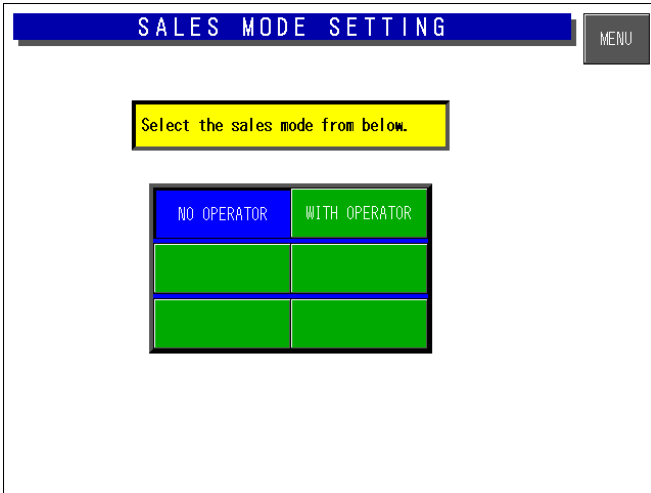 SALES MODE SETTING
MENU
Select the sales mode from below.
NO OPERATOR
WITH OPERATOR